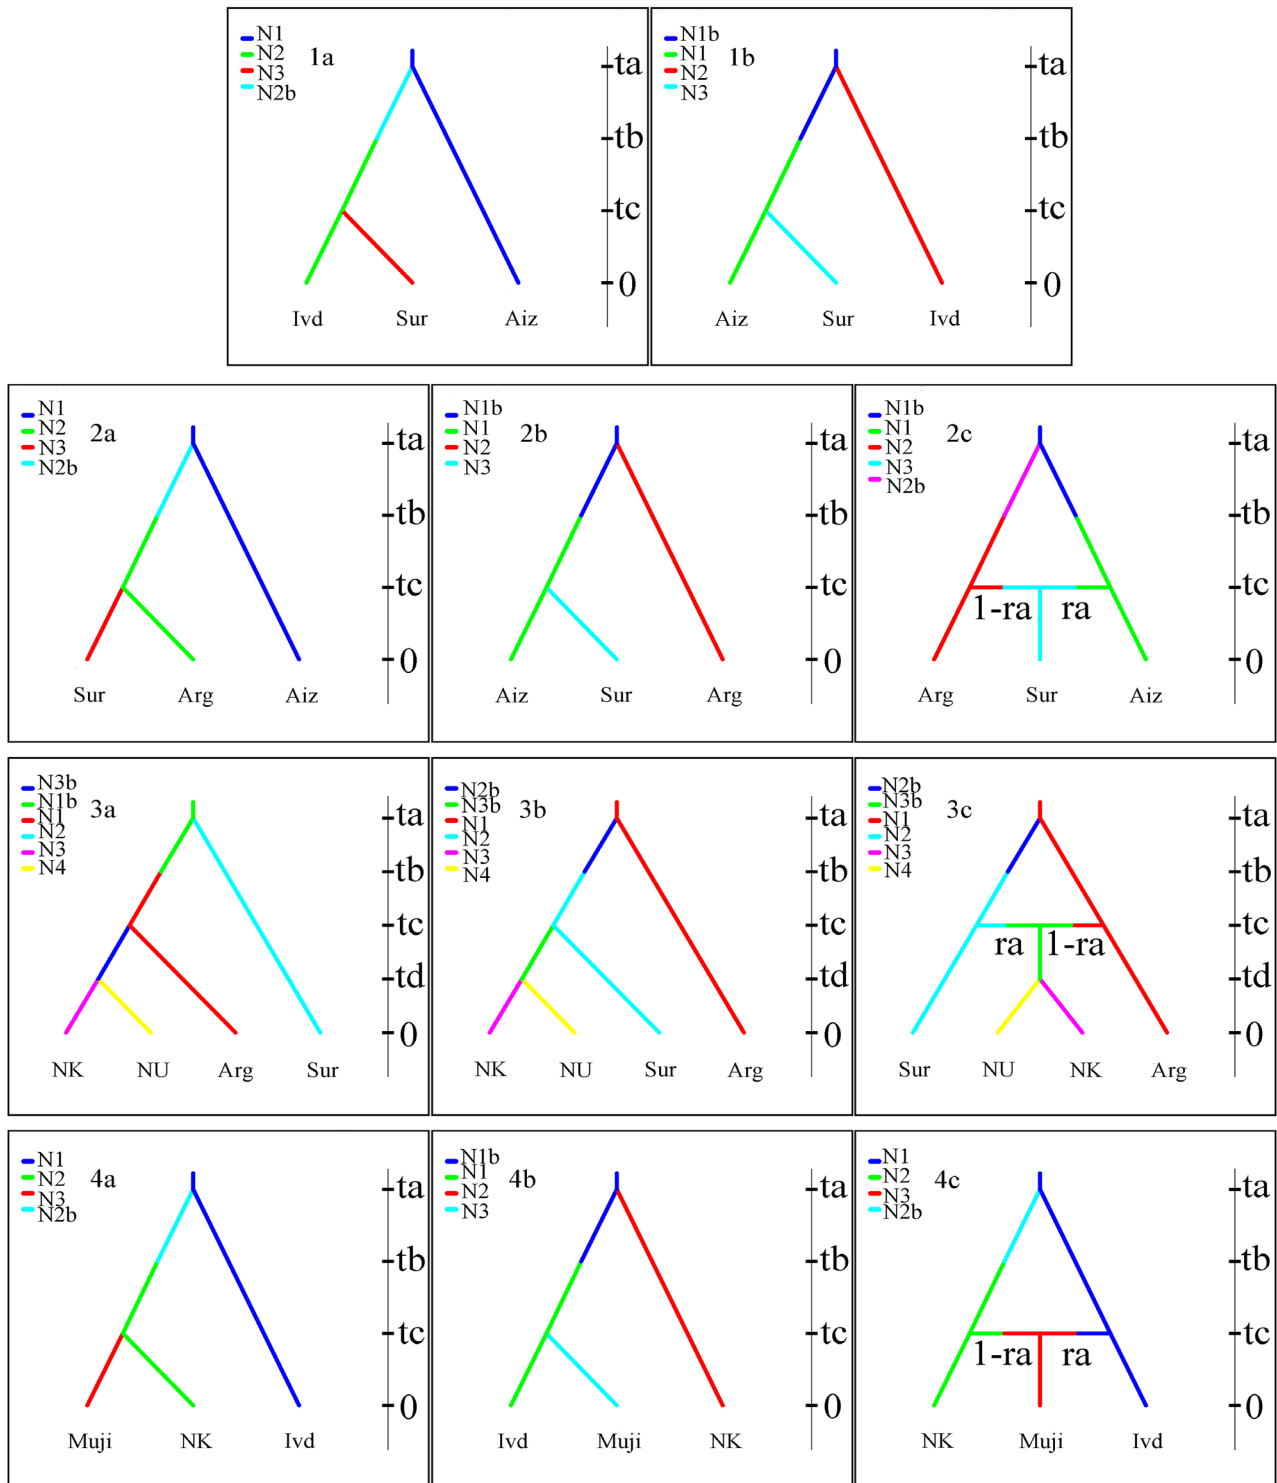 N1
N2
N3
N2b
1a
ta
tb
tc
0
Ivd Sur Aiz
N1b
N1
N2
N3
1b
ta
tb
tc
0
Aiz Sur Ivd
N1
N2
N3
N2b
2a
ta
tb
tc
0
Sur Arg Aiz
N1b
N1
N2
N3
2b
ta
tb
tc
0
Aiz Sur Arg
N1b
N1
N2
N3
N2b
2c
ta
tb
tc
1-ra ra
0
Arg Sur Aiz
N3b
N1b
N1
N2
N3
N4
3a
ta
tb
tc
td
0
NK NU Arg Sur
N2b
N3b
N1
N2
N3
N4
3b
ta
tb
tc
td
0
NK NU Sur Arg
N2b
N3b
N1
N2
N3
N4
3c
ta
tb
tc
ra 1-ra
td
0
Sur NU NK Arg
N1
N2
N3
N2b
4a
ta
tb
tc
0
Muji NK Ivd
N1b
N1
N2
N3
4b
ta
tb
tc
0
Ivd Muji NK
N1
N2
N3
N2b
4c
ta
tb
tc
1-ra ra
0
NK Muji Ivd